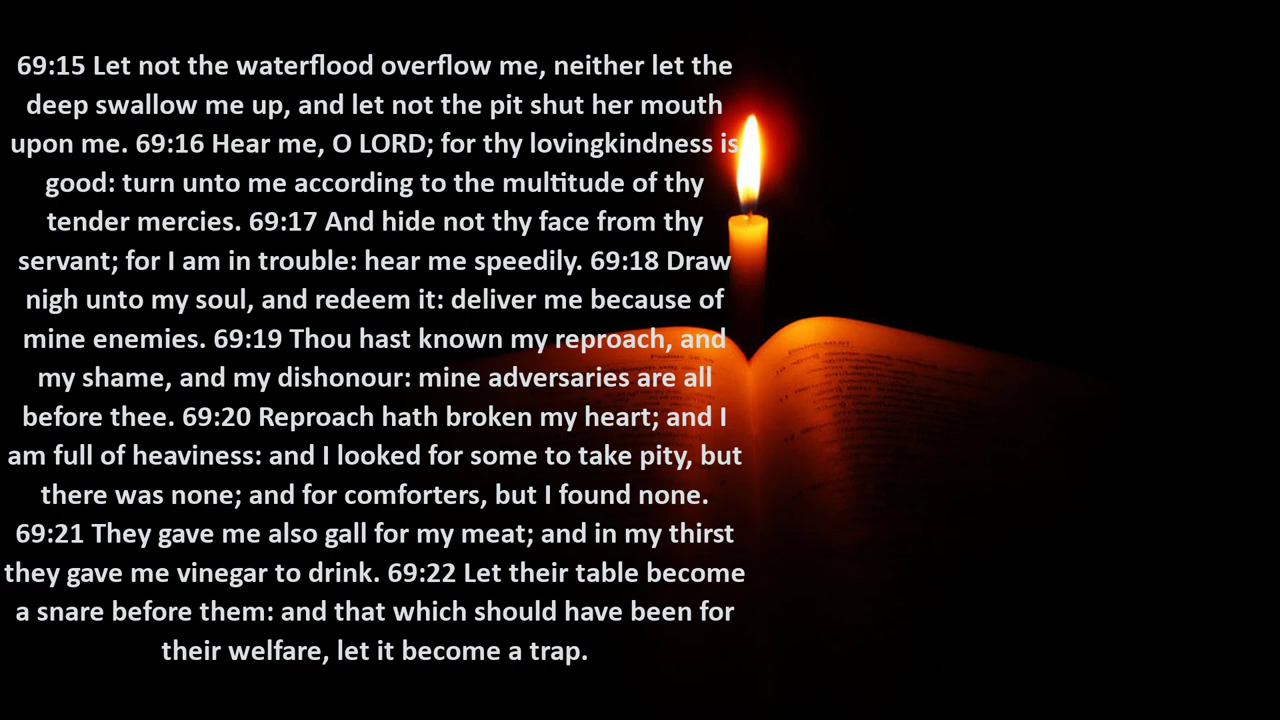 69:15 Let not the waterflood overflow me, neither let the
deep swallow me up, and let not the pit shut her mouth
upon me. 69:16 Hear me, O LORD; for thy lovingkindness is
good: turn unto me according to the multitude of thy
tender mercies. 69:17 And hide not thy face from thy
servant; for I am in trouble: hear me speedily. 69:18 Draw
nigh unto my soul, and redeem it: deliver me because of
mine enemies. 69:19 Thou hast known my reproach, and
my shame, and my dishonour: mine adversaries are all
before thee. 69:20 Reproach hath broken my heart; and I
am full of heaviness: and I looked for some to take pity, but
there was none; and for comforters, but I found none.
69:21 They gave me also gall for my meat; and in my thirst
they gave me vinegar to drink. 69:22 Let their table become
a snare before them: and that which should have been for
their welfare, let it become a trap.